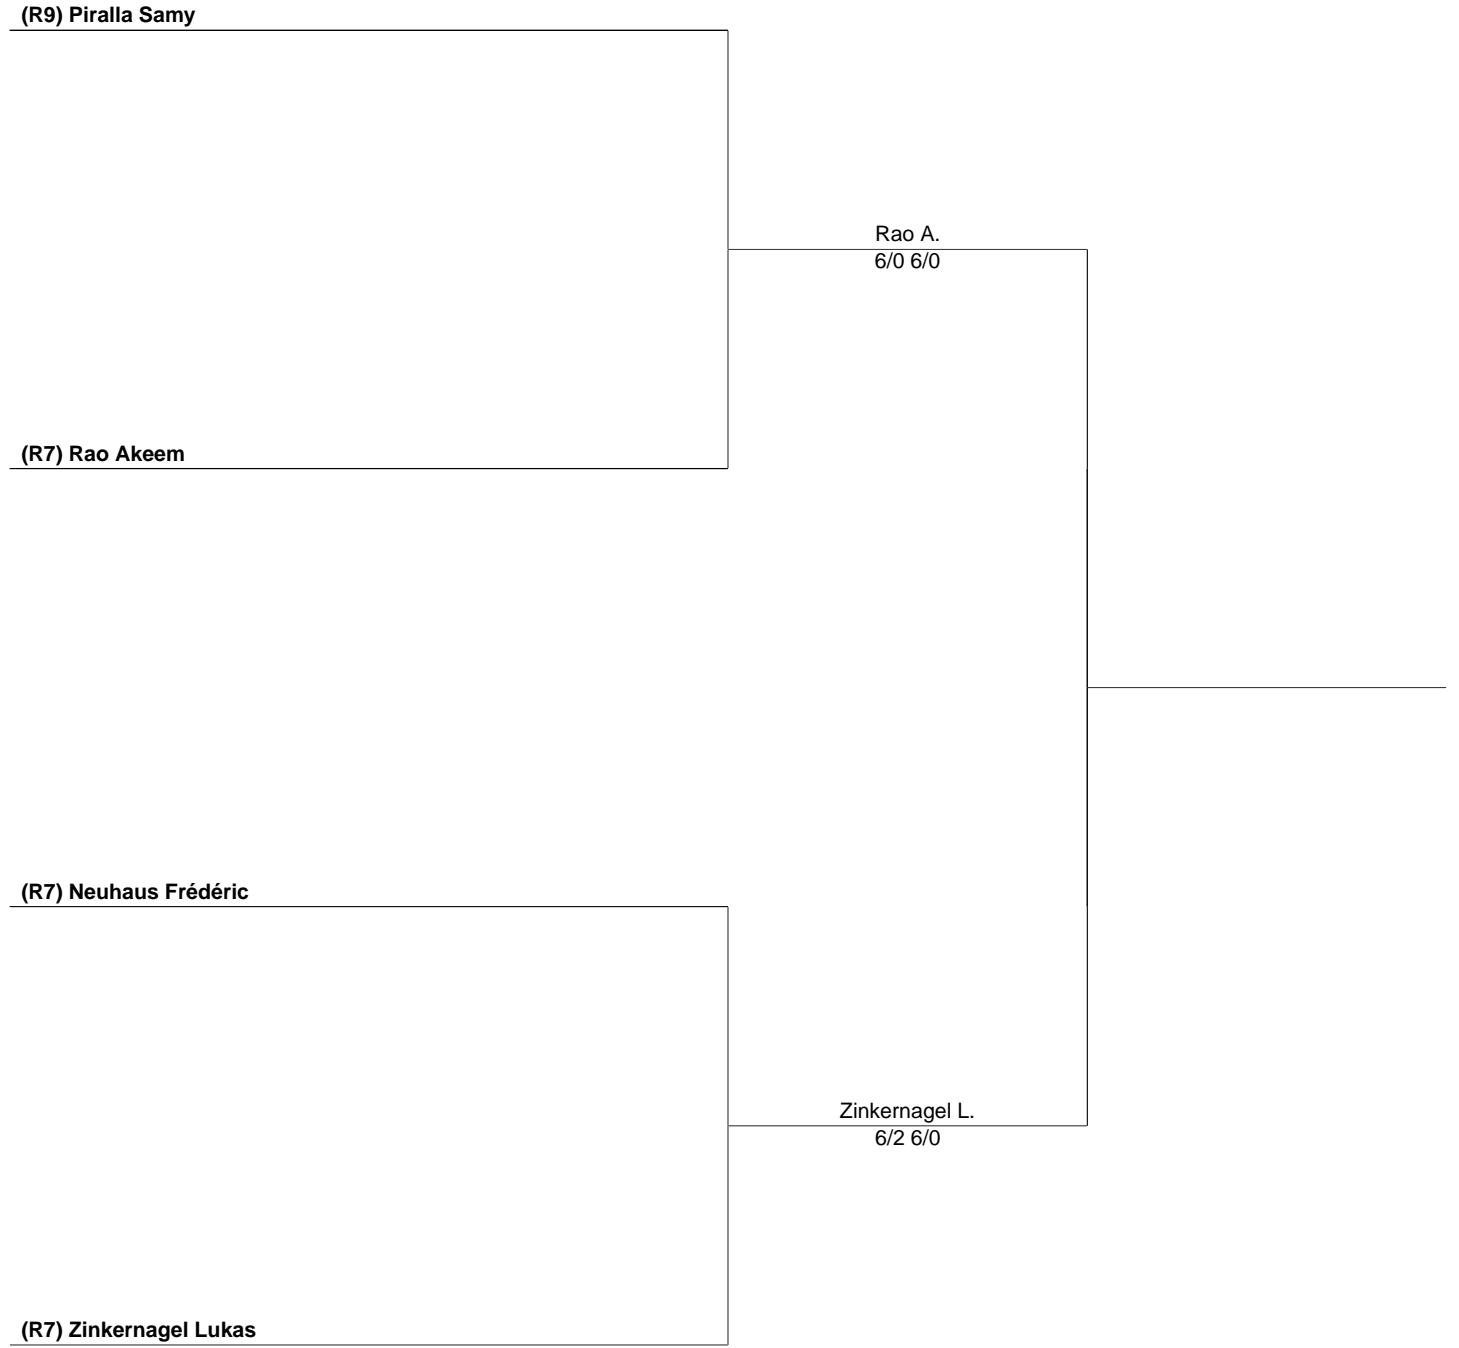 (R9) Piralla Samy
Rao A.
6/0 6/0
(R7) Rao Akeem
(R7) Neuhaus Frédéric
Zinkernagel L.
6/2 6/0
(R7) Zinkernagel Lukas